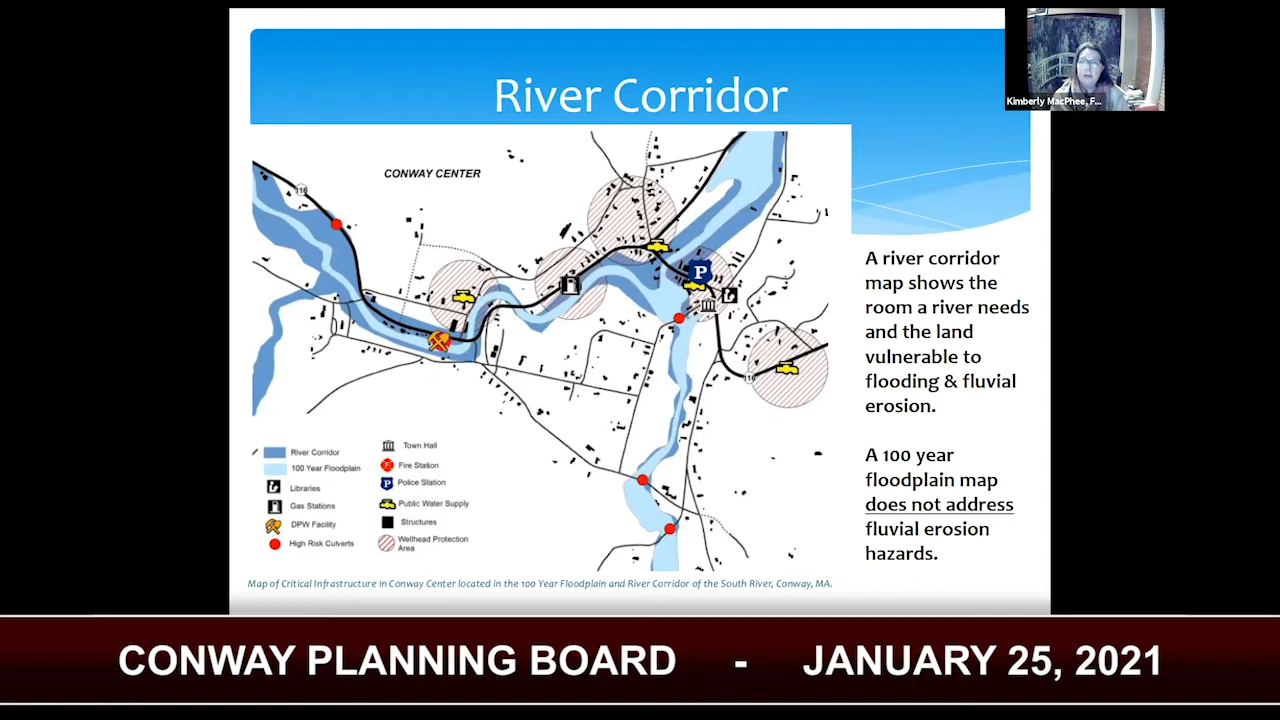 River Corridor
Kimberly MacPhee, F...
CONWAY CENTER
116
P
116
A river corridor
map shows the
room a river needs
and the land
vulnerable to
flooding & fluvial
erosion.
A 100 year
floodplain map
does not address
fluvial erosion
hazards.
River Corridor
100 Year Floodplain
Libraries
Gas Stations
DPW Facility
High Risk Culverts
Town Hall
F Fire Station
P Police Station
Public Water Supply
Structures
Wellhead Protection
Area
Map of Critical Infrastructure in Conway Center located in the 100 Year Floodplain and River Corridor of the South River, Conway, MA.
CONWAY PLANNING BOARD - JANUARY 25, 2021